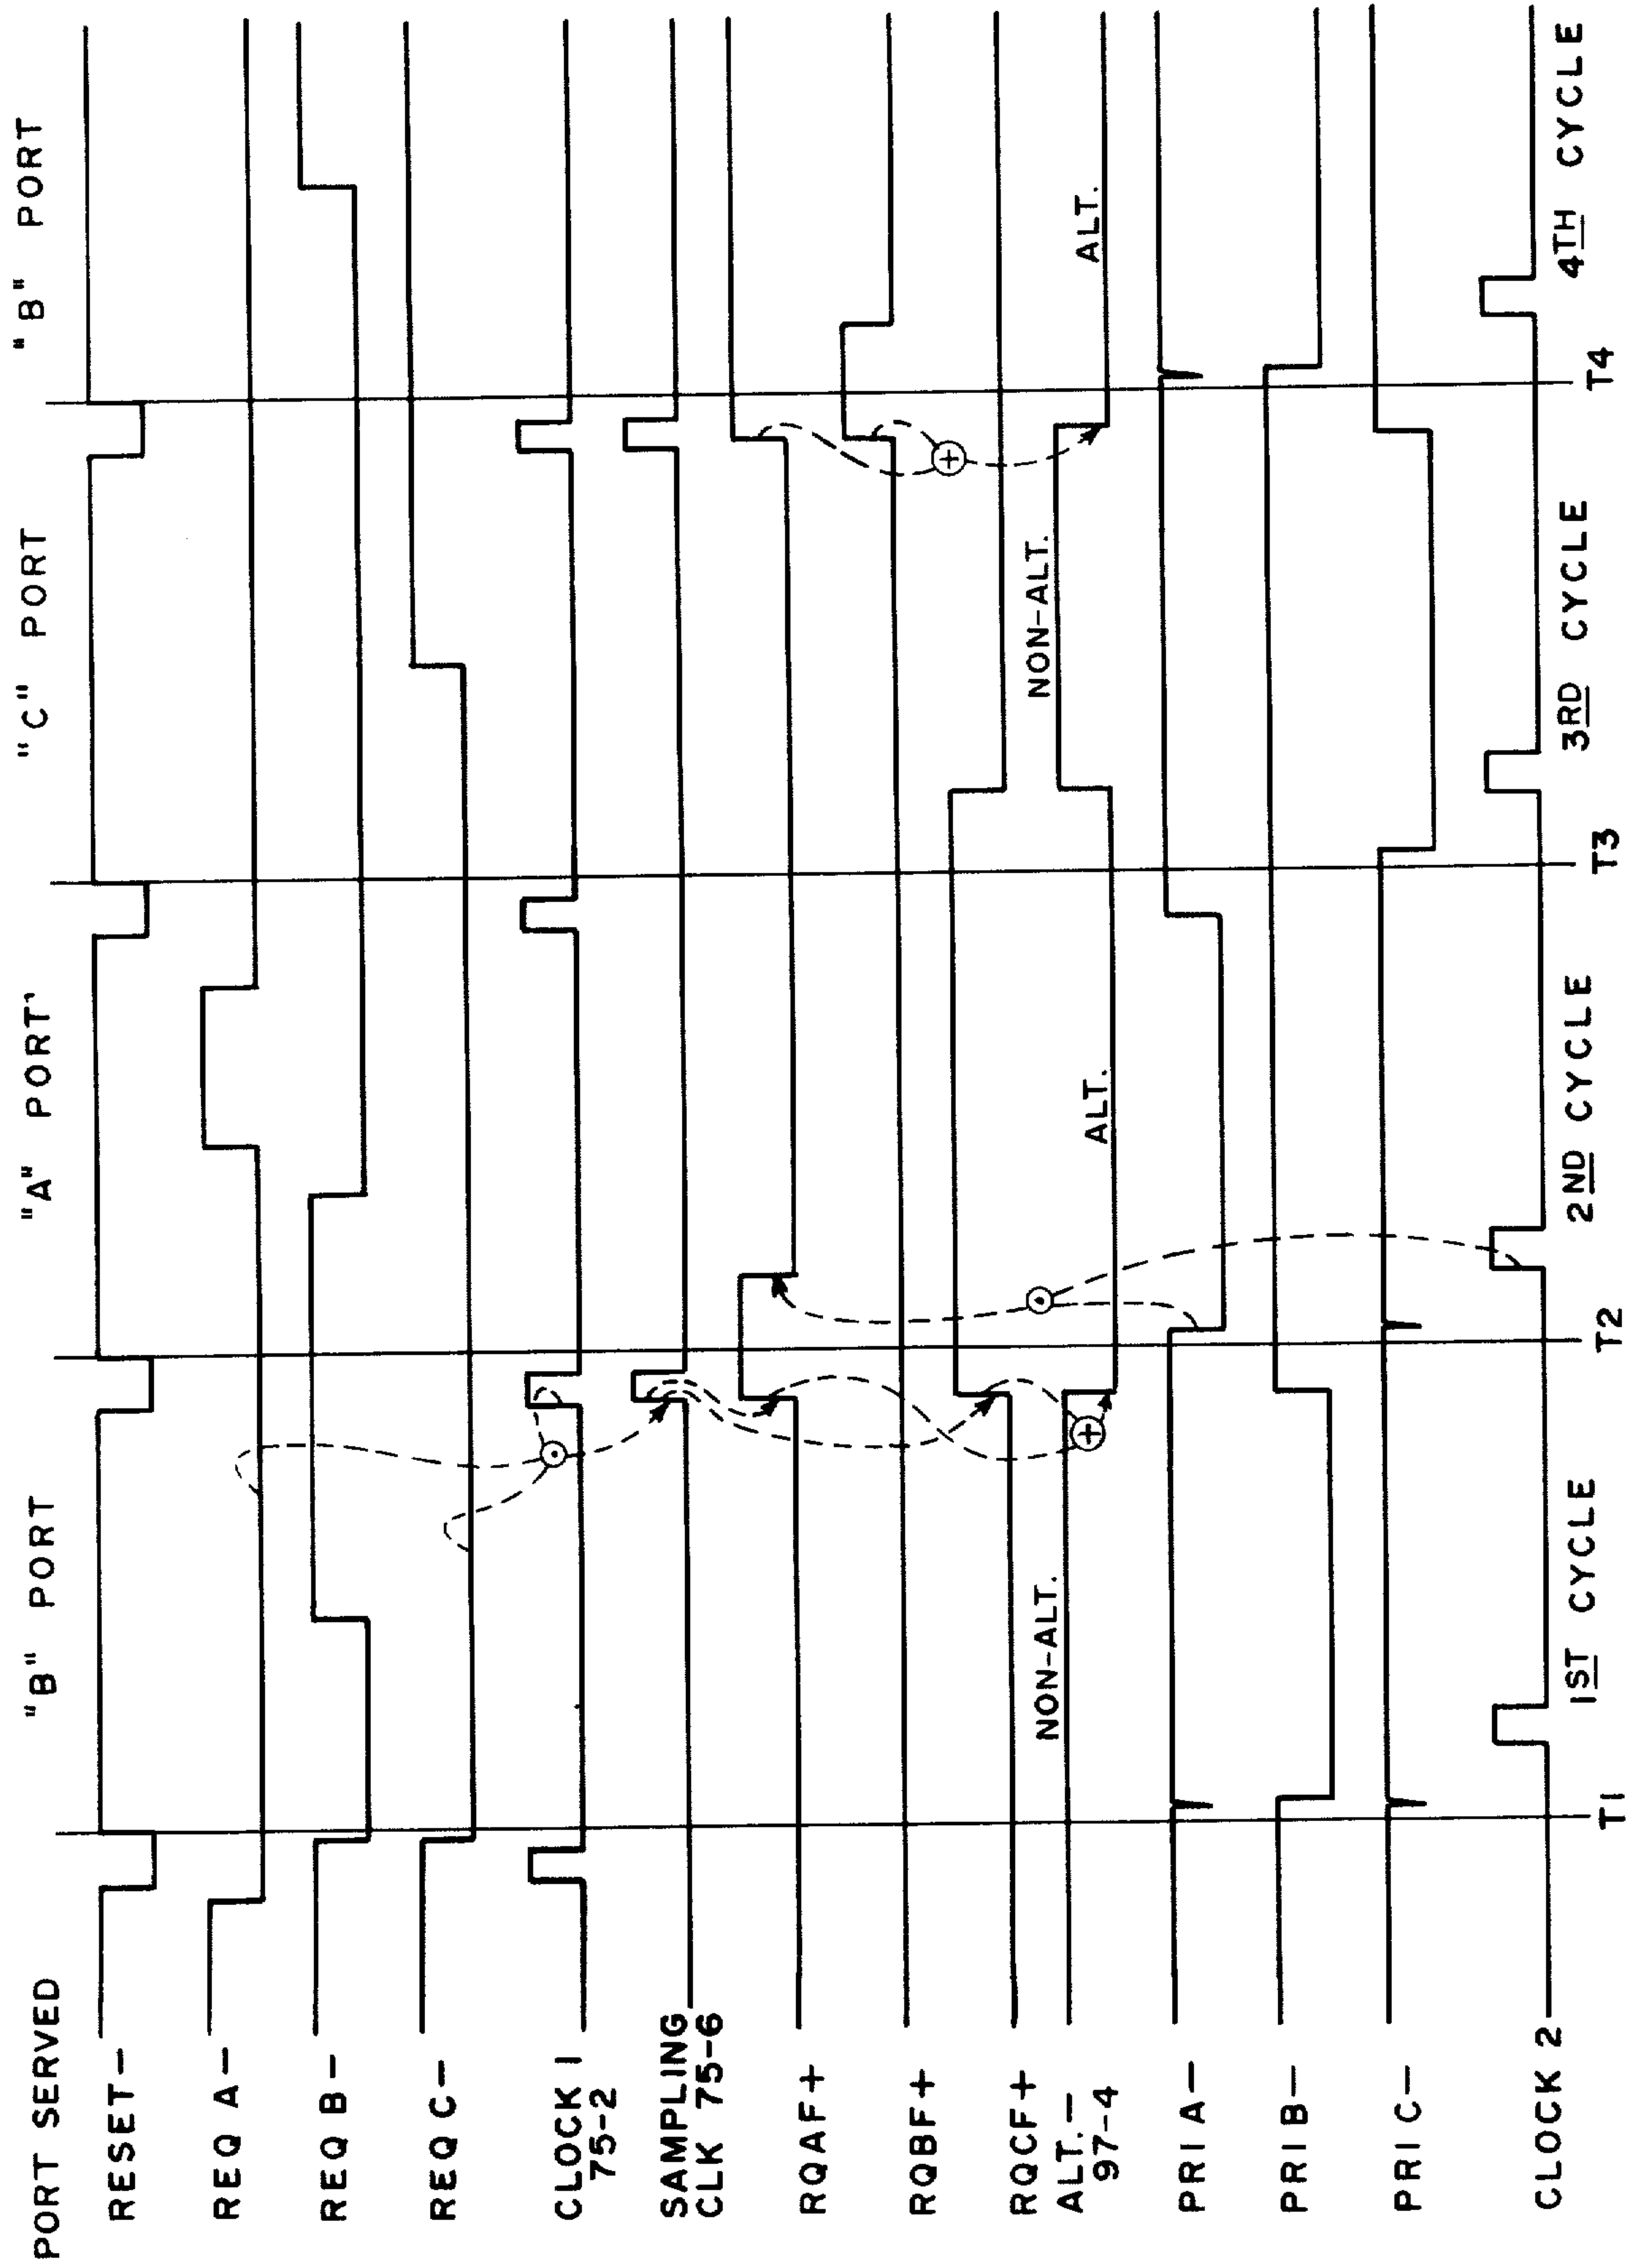 PORT SERVED "B" PORT "A" PORT' "C" PORT "B" PORT
RESET-
REQ A-
REQ B-
REQ C-
CLOCK 1
75-2
SAMPLING
CLK 75-6
RQAF+
RQBF+
RQCF+
NON-ALT. ALT. NON-ALT. ALT.
ALT.-
97-4
PRI A-
PRI B-
PRI C-
CLOCK 2
1ST CYCLE 2ND CYCLE 3RD CYCLE 4TH CYCLE
T1 T2 T3 T4